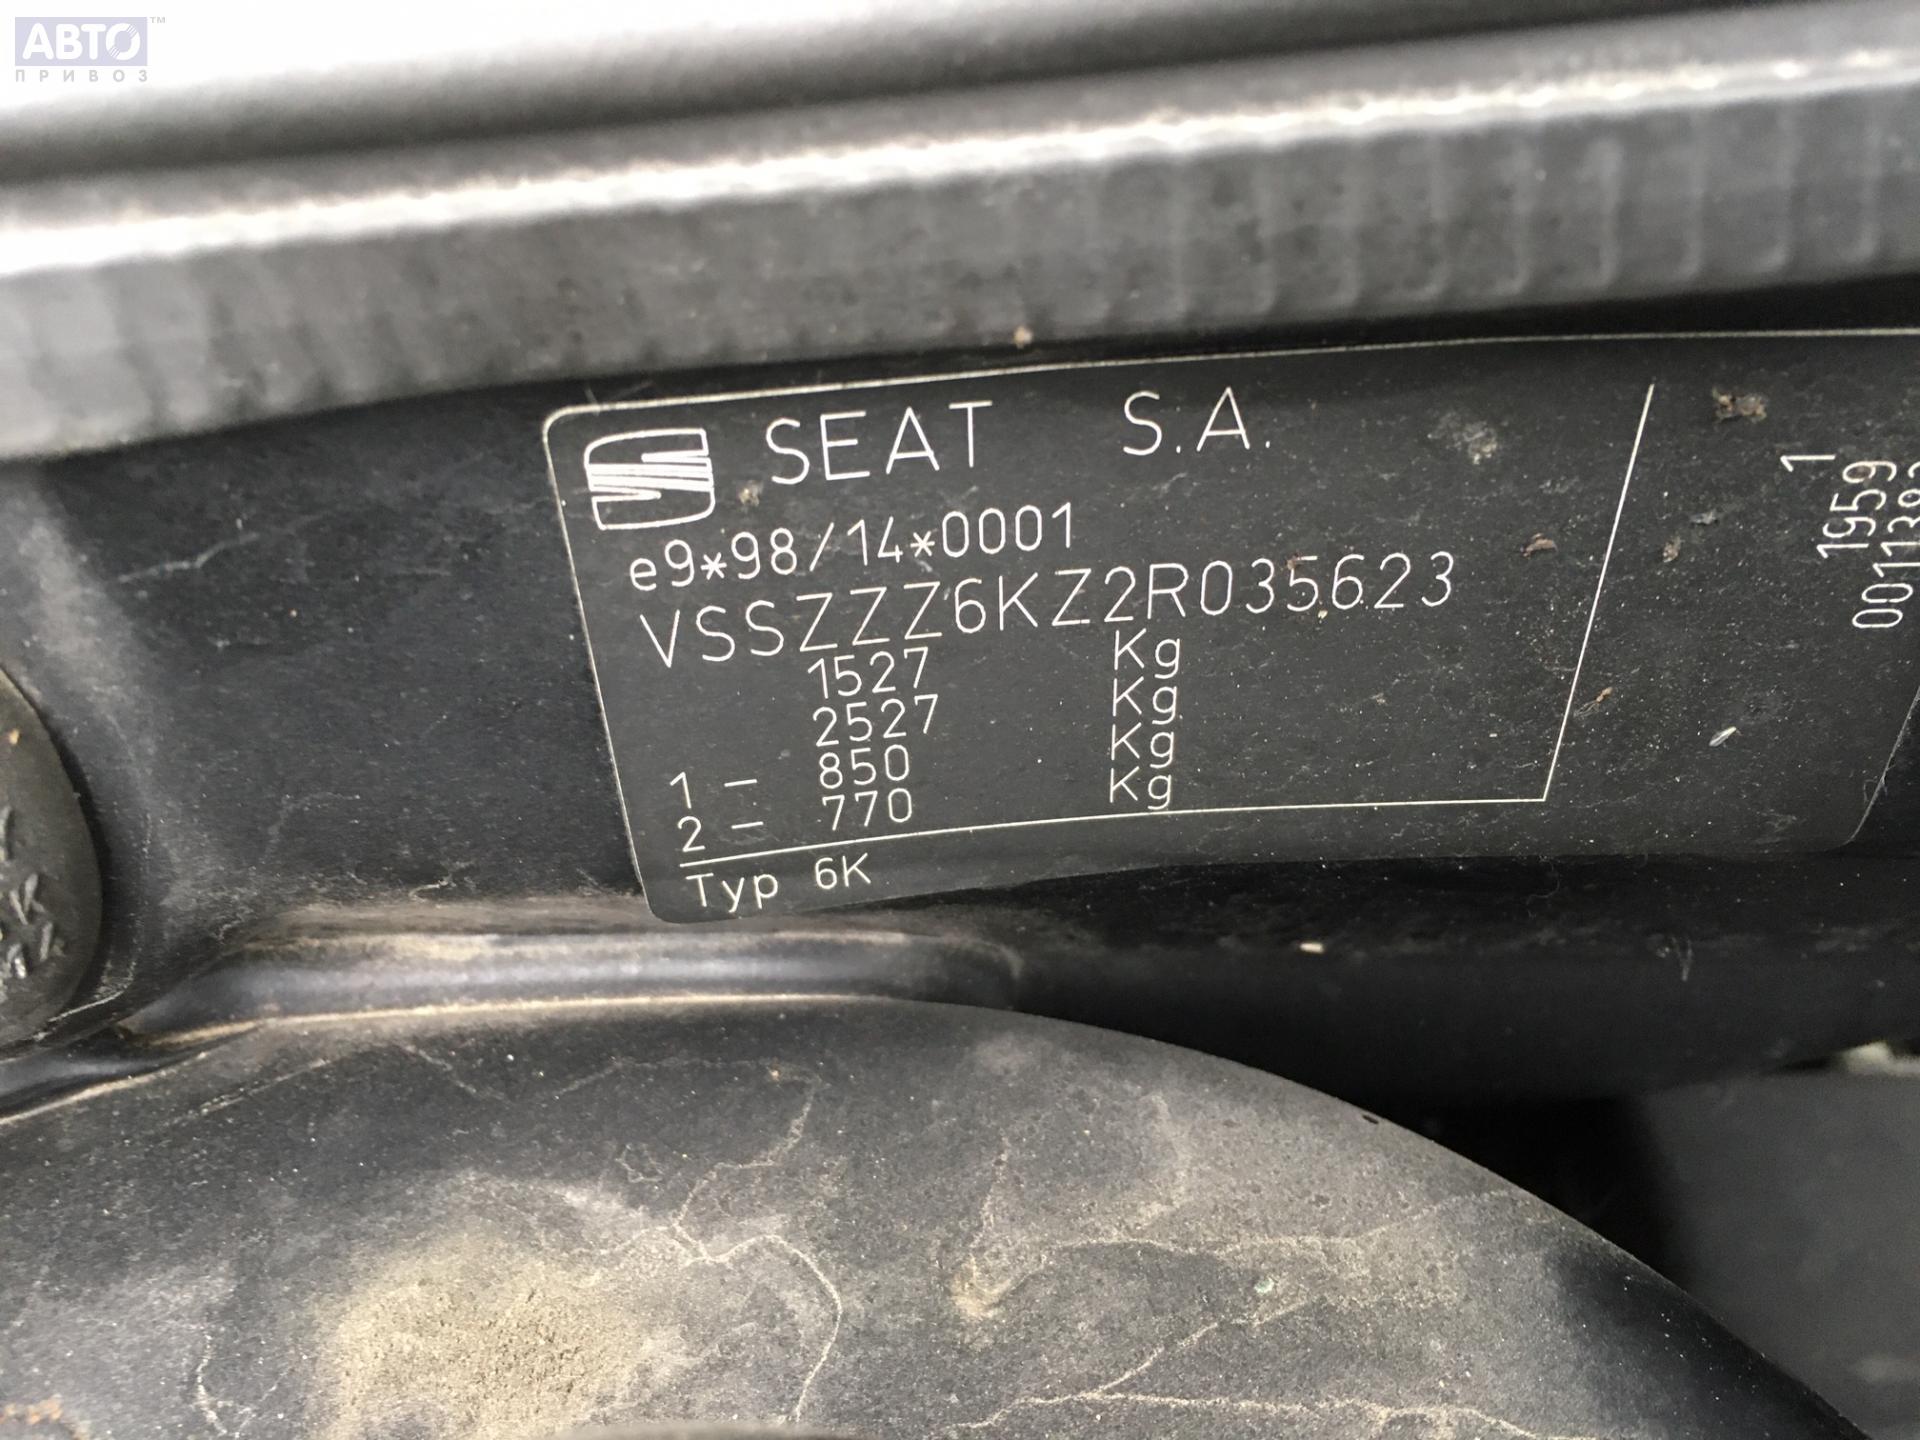 АВТО™
ПРИВОЗ
SEAT S.A.
e9*98/14*0001
VSSZZZ6KZ2R035623
1527 Kg
2527 Kg
1 - 850 Kg
2 - 770 Kg
Typ 6K
1
1959